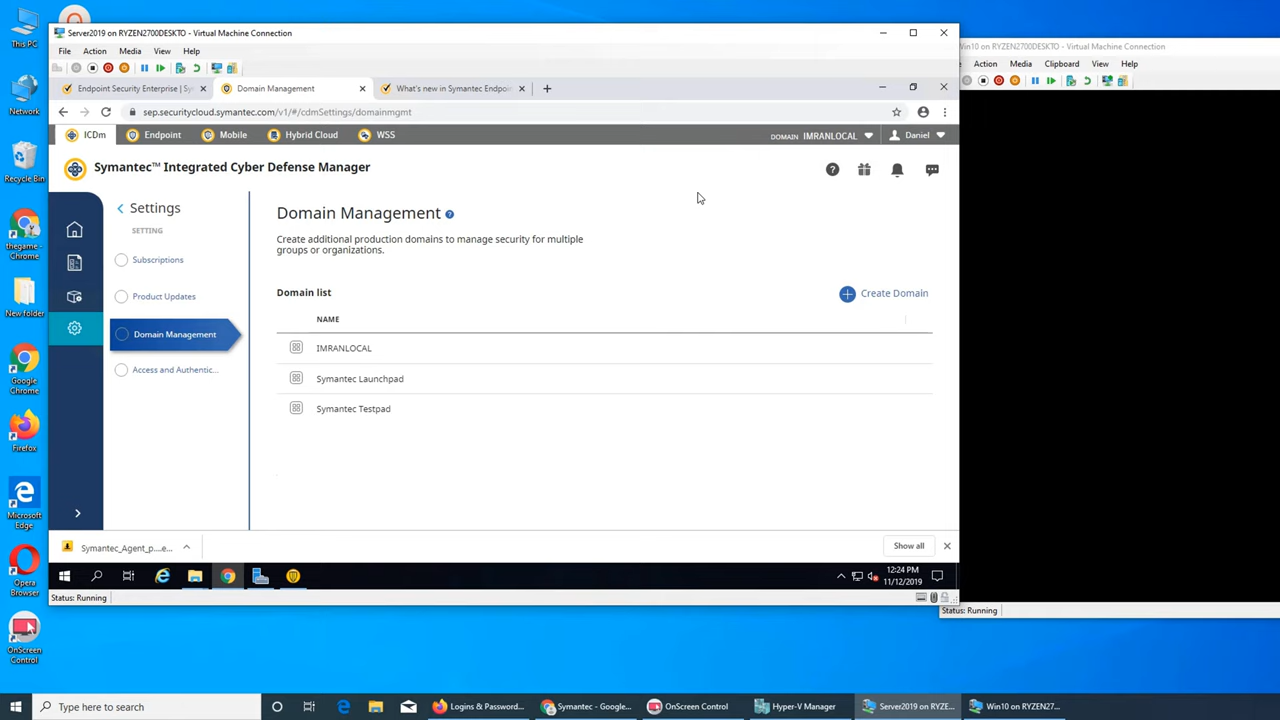 This PC
Network
Recycle Bin
thegame -
Chrome
New folder
Google
Chrome
Firefox
Microsoft
Edge
Opera
Browser
OnScreen
Control
Server2019 on RYZEN2700DESKTO - Virtual Machine Connection
File Action Media View Help
Endpoint Security Enterprise | Sy
Domain Management
What's new in Symantec Endpoin
sep.securitycloud.symantec.com/v1/#/cdmSettings/domainmgmt
ICDm Endpoint Mobile Hybrid Cloud WSS DOMAIN IMRANLOCAL Daniel
Symantec™ Integrated Cyber Defense Manager
Settings
SETTING
Subscriptions
Product Updates
Domain Management
Access and Authentic...
Domain Management
Create additional production domains to manage security for multiple
groups or organizations.
Domain list
Create Domain
NAME
IMRANLOCAL
Symantec Launchpad
Symantec Testpad
Symantec_Agent_p....e...
Show all
12:24 PM
11/12/2019
Status: Running
Win10 on RYZEN2700DESKTO - Virtual Machine Connection
Action Media Clipboard View Help
Status: Running
Type here to search
Logins & Password...
Symantec - Google...
OnScreen Control
Hyper-V Manager
Server2019 on RYZE...
Win10 on RYZEN27...